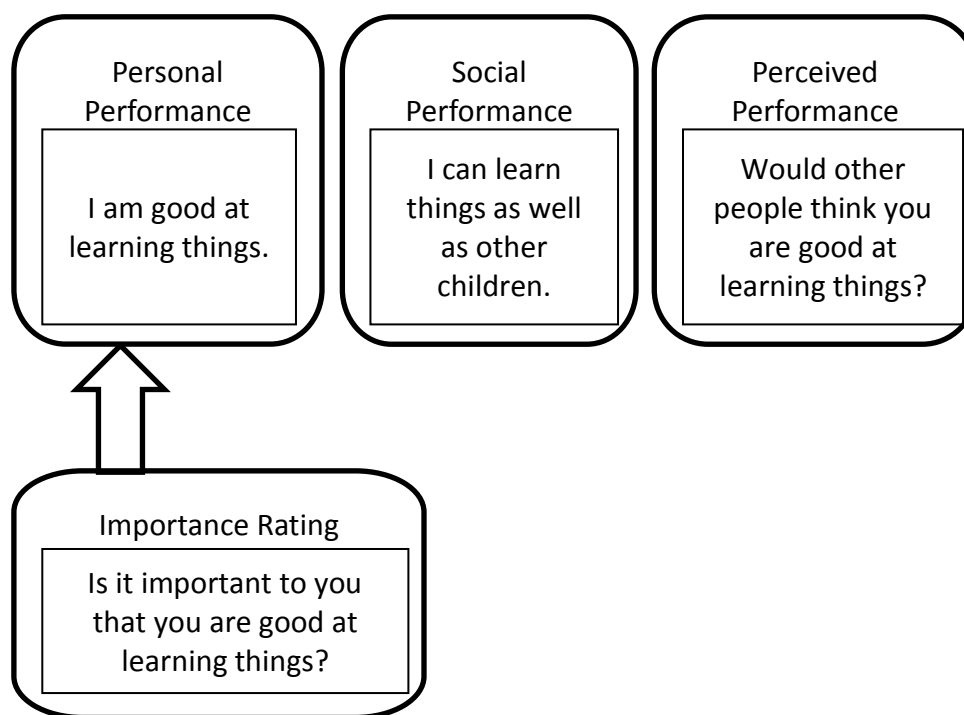 Personal
Performance
I am good at
learning things.
Social
Performance
I can learn
things as well
as other
children.
Perceived
Performance
Would other
people think you
are good at
learning things?
Importance Rating
Is it important to you
that you are good at
learning things?